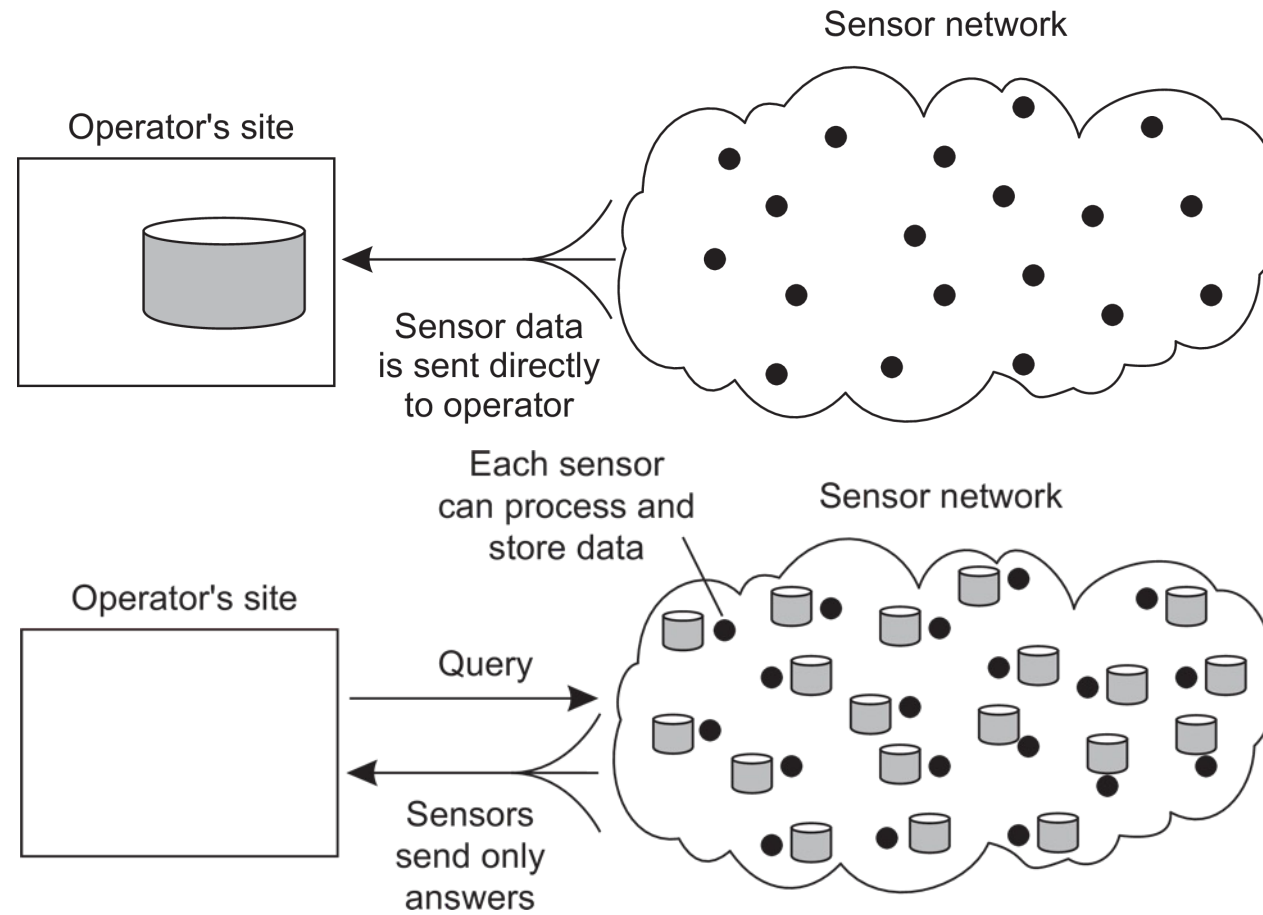 Sensor network
Operator's site
Sensor data
is sent directly
to operator
Each sensor
can process and
store data
Sensor network
Operator's site
Query
Sensors
send only
answers